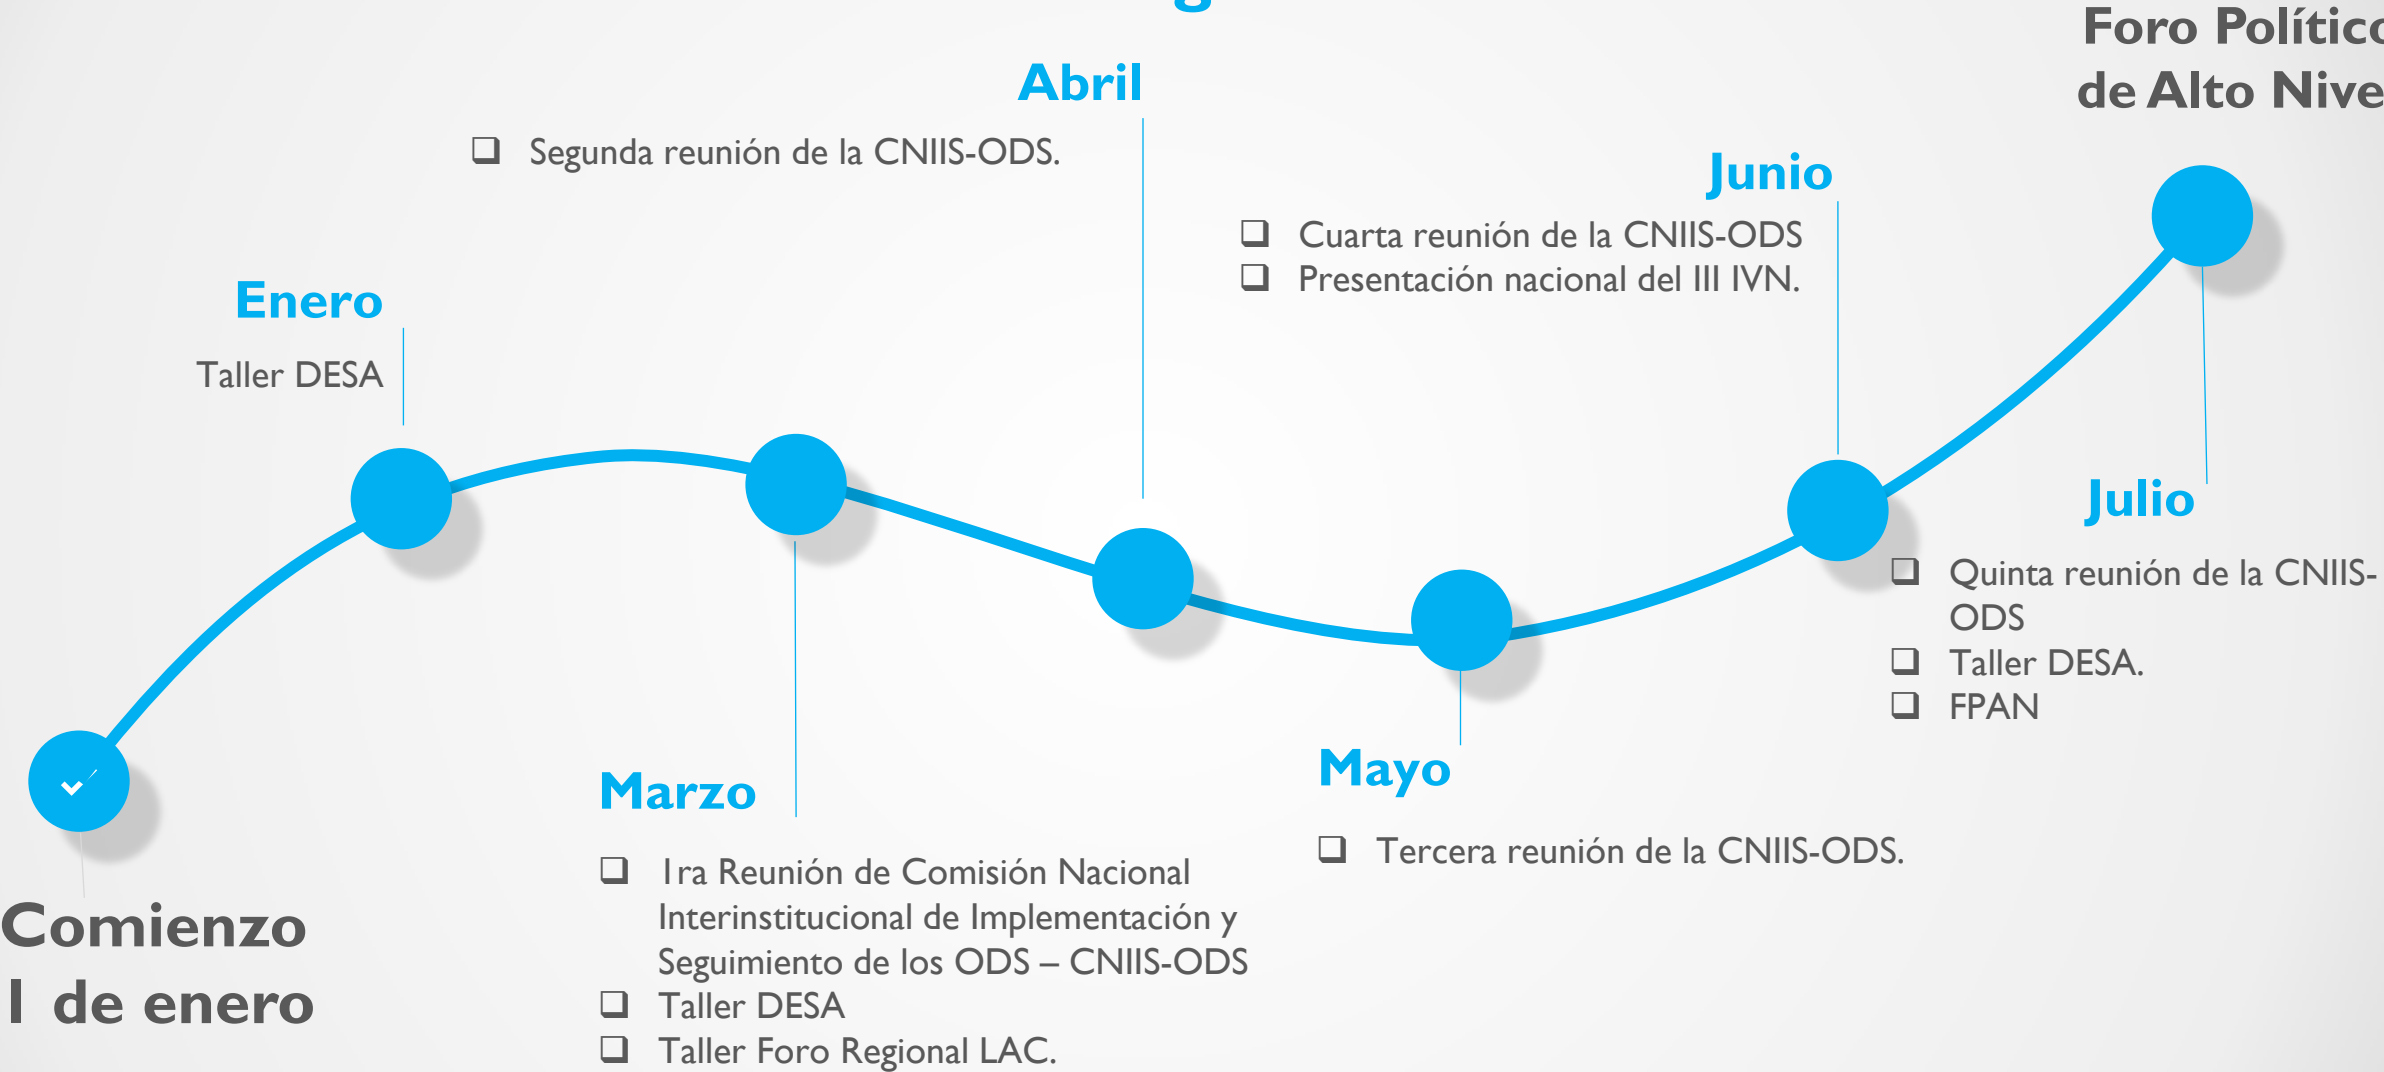 Foro Político
de Alto Nive
Abril
Segunda reunión de la CNIIS-ODS.
Junio
Cuarta reunión de la CNIIS-ODS
Presentación nacional del III IVN.
Enero
Taller DESA
Julio
Quinta reunión de la CNIIS-
ODS
Taller DESA.
FPAN
Marzo
1ra Reunión de Comisión Nacional
Interinstitucional de Implementación y
Seguimiento de los ODS – CNIIS-ODS
Taller DESA
Taller Foro Regional LAC.
Mayo
Tercera reunión de la CNIIS-ODS.
Comienzo
1 de enero